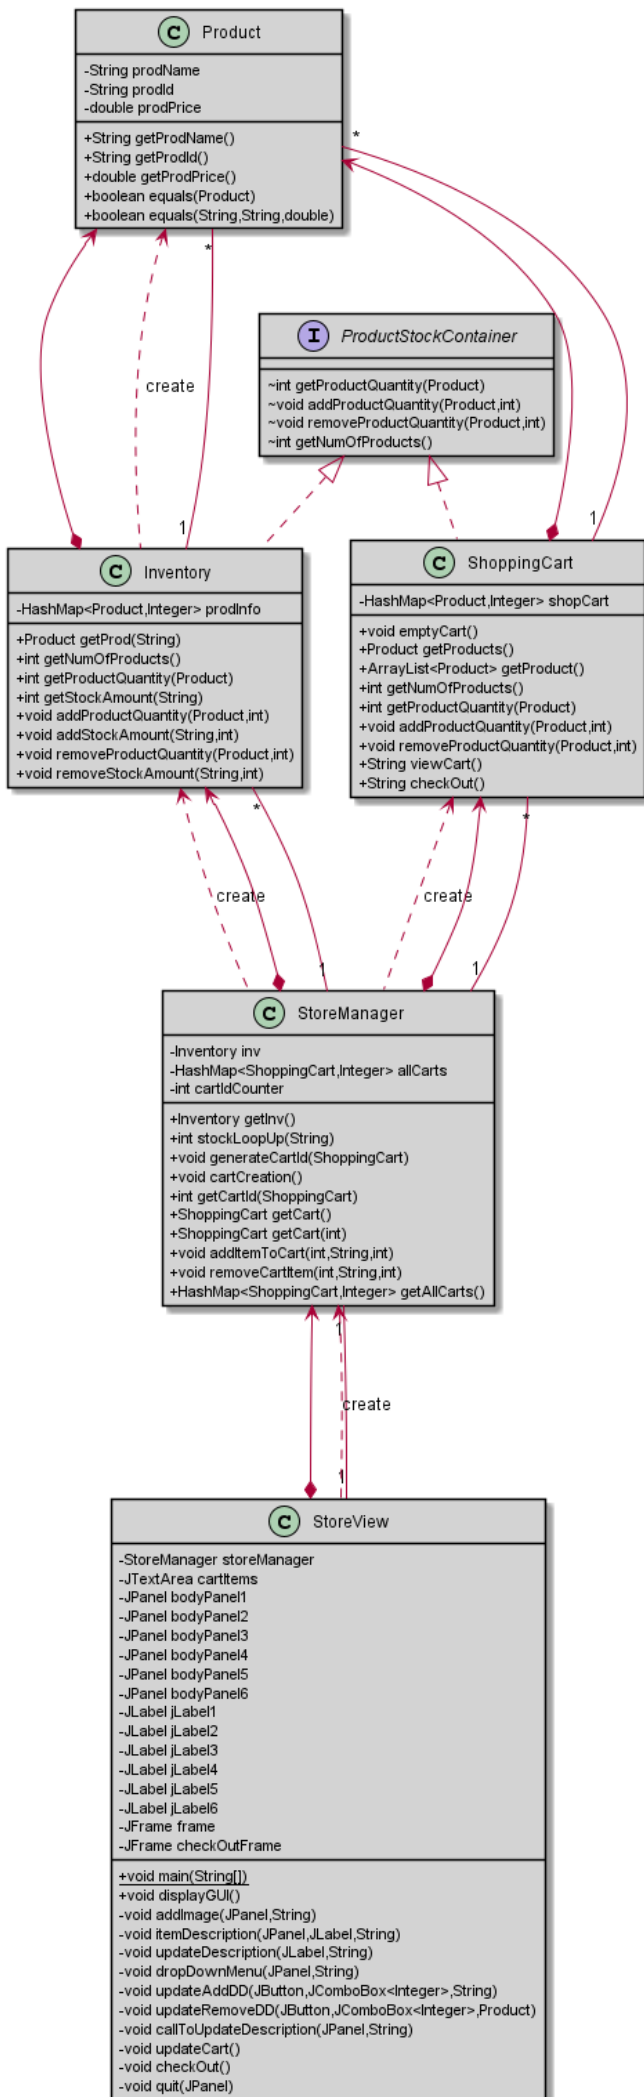 C Product
-String prodName
-String prodId
-double prodPrice
+String getProdName()
+String getProdId()
+double getProdPrice()
+boolean equals(Product)
+boolean equals(String,String,double)
*
*
create
1
1
I ProductStockContainer
~int getProductQuantity(Product)
~void addProductQuantity(Product,int)
~void removeProductQuantity(Product,int)
~int getNumOfProducts()
C Inventory
-HashMap<Product,Integer> prodInfo
+Product getProd(String)
+int getNumOfProducts()
+int getProductQuantity(Product)
+int getStockAmount(String)
+void addProductQuantity(Product,int)
+void addStockAmount(String,int)
+void removeProductQuantity(Product,int)
+void removeStockAmount(String,int)
C ShoppingCart
-HashMap<Product,Integer> shopCart
+void emptyCart()
+Product getProducts()
+ArrayList<Product> getProduct()
+int getNumOfProducts()
+int getProductQuantity(Product)
+void addProductQuantity(Product,int)
+void removeProductQuantity(Product,int)
+String viewCart()
+String checkOut()
*
*
create
create
1
1
C StoreManager
-Inventory inv
-HashMap<ShoppingCart,Integer> allCarts
-int cartIdCounter
+Inventory getInv()
+int stockLoopUp(String)
+void generateCartId(ShoppingCart)
+void cartCreation()
+int getCartId(ShoppingCart)
+ShoppingCart getCart()
+ShoppingCart getCart(int)
+void addItemToCart(int,String,int)
+void removeCartItem(int,String,int)
+HashMap<ShoppingCart,Integer> getAllCarts()
1
create
1
C StoreView
-StoreManager storeManager
-JTextArea cartItems
-JPanel bodyPanel1
-JPanel bodyPanel2
-JPanel bodyPanel3
-JPanel bodyPanel4
-JPanel bodyPanel5
-JPanel bodyPanel6
-JLabel jLabel1
-JLabel jLabel2
-JLabel jLabel3
-JLabel jLabel4
-JLabel jLabel5
-JLabel jLabel6
-JFrame frame
-JFrame checkOutFrame
+void main(String[])
+void displayGUI()
-void addImage(JPanel,String)
-void itemDescription(JPanel,JLabel,String)
-void updateDescription(JLabel,String)
-void dropDownMenu(JPanel,String)
-void updateAddDD(JButton,JComboBox<Integer>,String)
-void updateRemoveDD(JButton,JComboBox<Integer>,Product)
-void callToUpdateDescription(JPanel,String)
-void updateCart()
-void checkOut()
-void quit(JPanel)